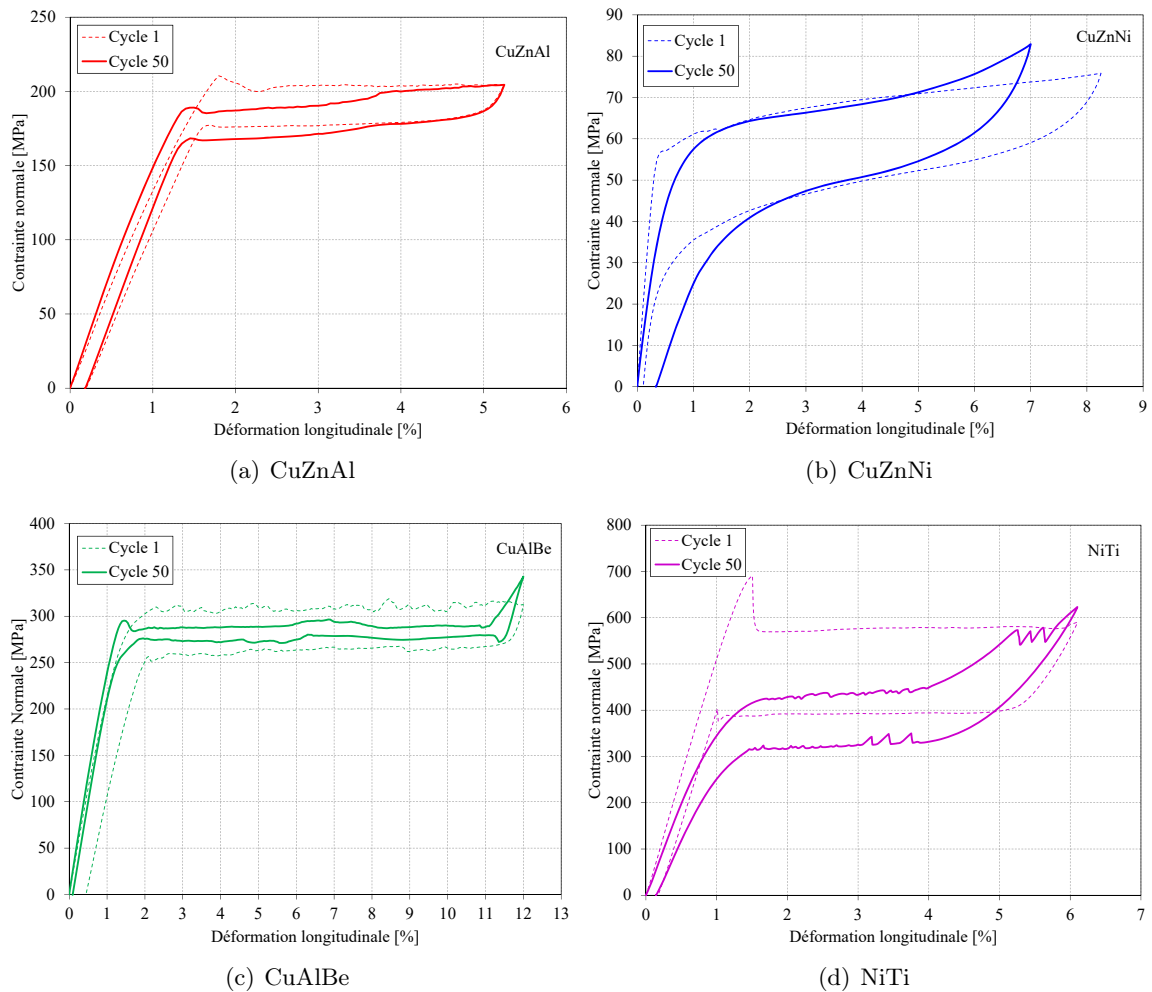 Cycle 1
Cycle 50
CuZnAl
Contrainte normale [MPa]
250
200
150
100
50
0
0 1 2 3 4 5 6
Déformation longitudinale [%]
(a) CuZnAl
Cycle 1
Cycle 50
CuZnNi
Contrainte normale [MPa]
90
80
70
60
50
40
30
20
10
0
0 1 2 3 4 5 6 7 8 9
Déformation longitudinale [%]
(b) CuZnNi
Cycle 1
Cycle 50
CuAlBe
Contrainte Normale [MPa]
400
350
300
250
200
150
100
50
0
0 1 2 3 4 5 6 7 8 9 10 11 12 13
Déformation longitudinale [%]
(c) CuAlBe
Cycle 1
Cycle 50
NiTi
Contrainte normale [MPa]
800
700
600
500
400
300
200
100
0
0 1 2 3 4 5 6 7
Déformation longitudinale [%]
(d) NiTi